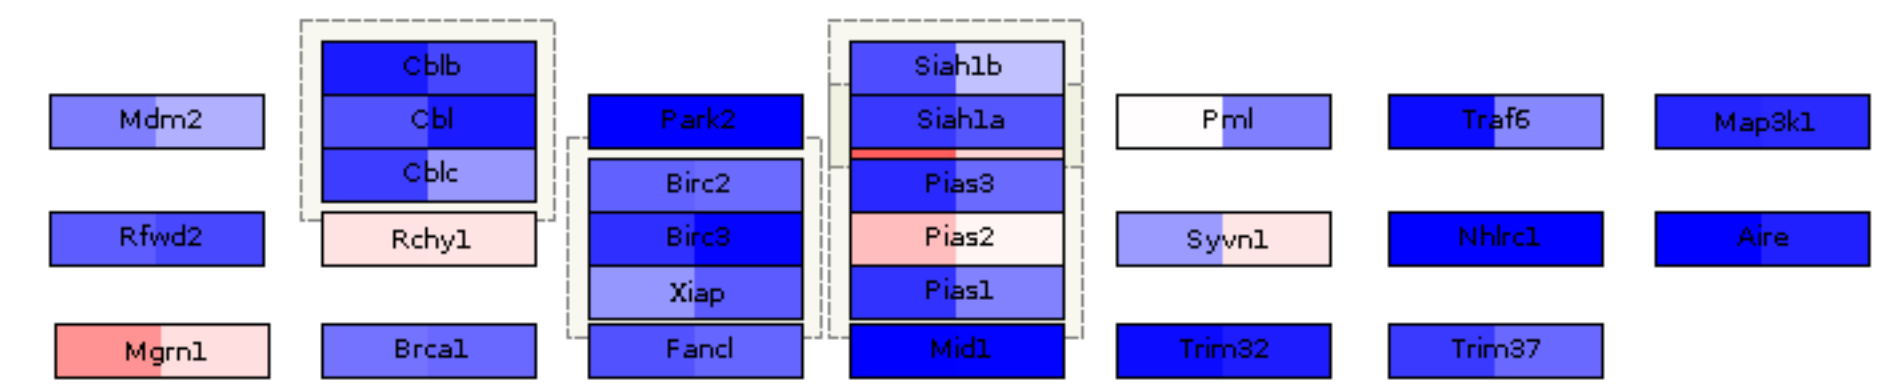 Cblb
Siah1b
Mdm2
Cbl
Park2
Siah1a
Pml
Traf6
Map3k1
Cblc
Birc2
Pias3
Rfwd2
Rchy1
Birc3
Pias2
Syvn1
Nhlrc1
Aire
Xiap
Pias1
Mgrn1
Brca1
Fancl
Mid1
Trim32
Trim37